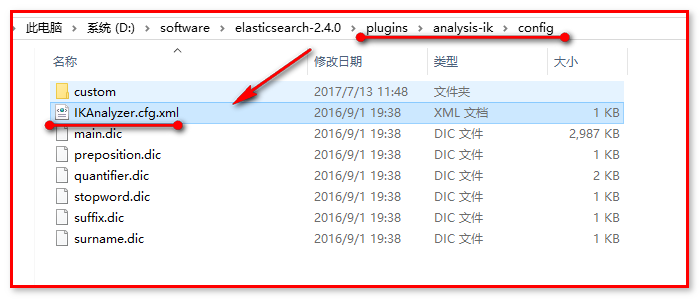 此电脑 > 系统 (D:) > software > elasticsearch-2.4.0 > plugins > analysis-ik > config
名称 修改日期 类型 大小
custom 2017/7/13 11:48 文件夹
IKAnalyzer.cfg.xml 2016/9/1 19:38 XML 文档 1 KB
main.dic 2016/9/1 19:38 DIC 文件 2,987 KB
preposition.dic 2016/9/1 19:38 DIC 文件 1 KB
quantifier.dic 2016/9/1 19:38 DIC 文件 2 KB
stopword.dic 2016/9/1 19:38 DIC 文件 1 KB
suffix.dic 2016/9/1 19:38 DIC 文件 1 KB
surname.dic 2016/9/1 19:38 DIC 文件 1 KB